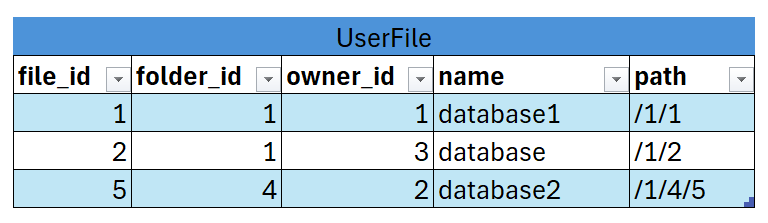 UserFile
file_id folder_id owner_id name path
1 1 1 database1 /1/1
2 1 3 database /1/2
5 4 2 database2 /1/4/5